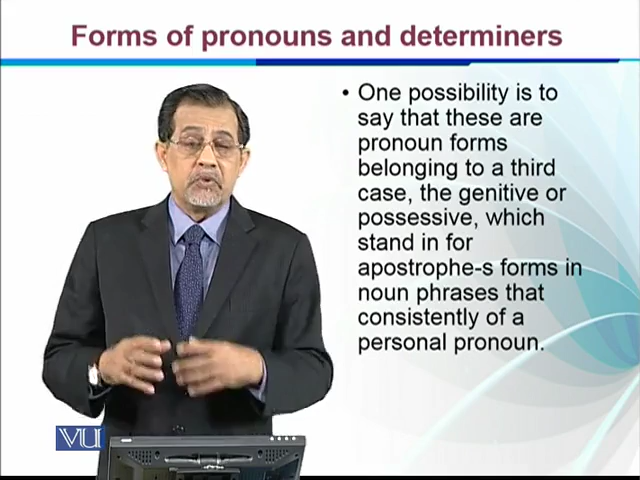 Forms of pronouns and determiners
• One possibility is to
say that these are
pronoun forms
belonging to a third
case, the genitive or
possessive, which
stand in for
apostrophe-s forms in
noun phrases that
consistently of a
personal pronoun.
VU